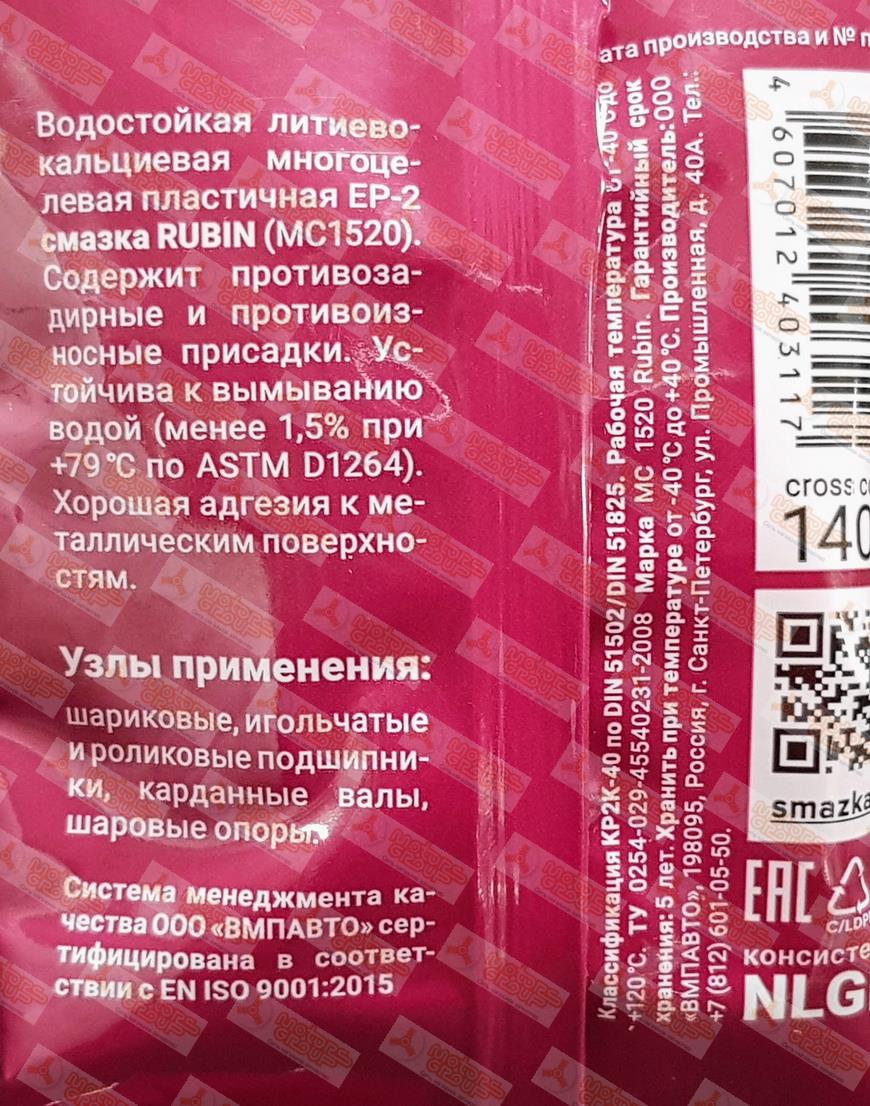 Водостойкая литиево-
кальциевая многоце-
левая пластичная EP-2
смазка RUBIN (МС1520).
Содержит противоза-
дирные и противоиз-
носные присадки. Ус-
тойчива к вымыванию
водой (менее 1,5% при
+79°С по ASTM D1264).
Хорошая адгезия к ме-
таллическим поверхно-
стям.
Узлы применения:
шариковые, игольчатые
и роликовые подшипни-
ки, карданные валы,
шаровые опоры.
Система менеджмента ка-
чества ООО «ВМПАВТО» сер-
тифицирована в соответ-
ствии с EN ISO 9001:2015
ата производства и №
Классификация KP2K-40 по DIN 51502/DIN 51825. Рабочая температура от -40°С до
+120°С. ТУ 0254-029-45540231-2008 Марка МС 1520 Rubin. Гарантийный срок
хранения: 5 лет. Хранить при температуре от -40°С до +40°С. Производитель: ООО
«ВМПАВТО», 198095, Россия, г. Санкт-Петербург, ул. Промышленная, д. 40А. Тел.:
+7 (812) 601-05-50.
4 607012 403117
cross
140
smazka
EAC
C/LDP
консисте
NLG